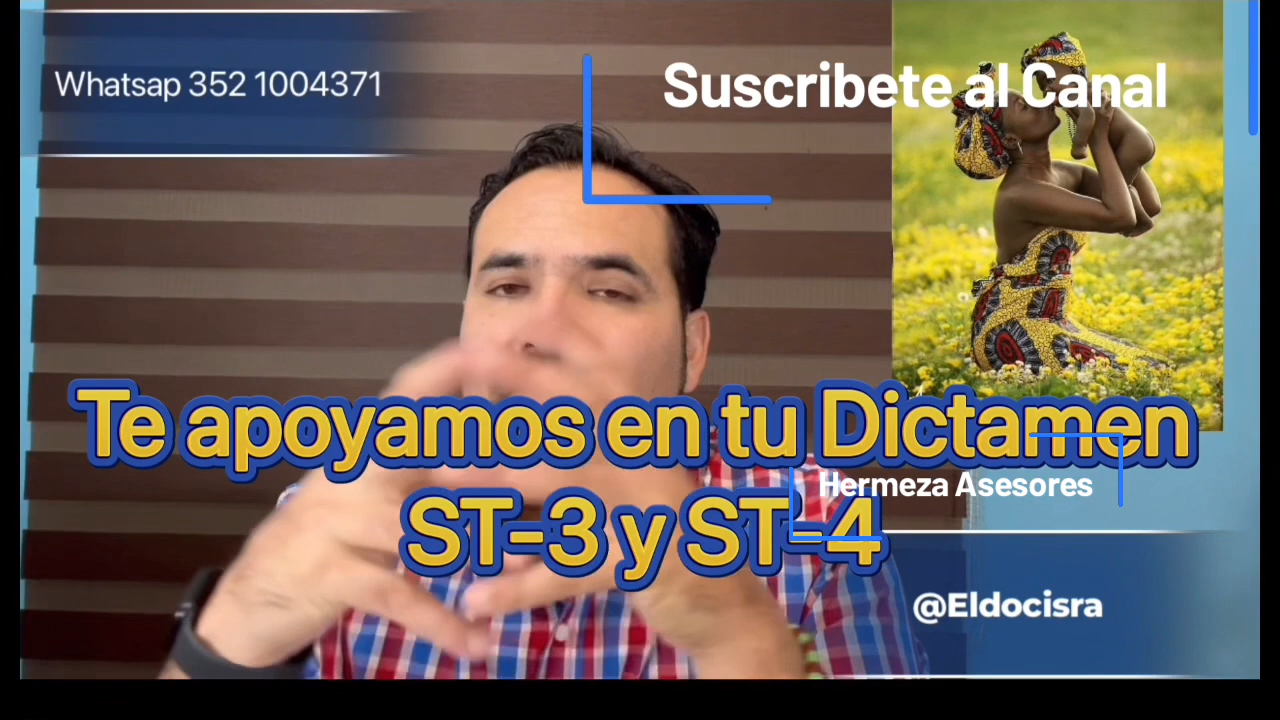 Whatsap 352 1004371
Suscribete al Canal
Te apoyamos en tu Dictamen
ST-3 y ST-4
Hermeza Asesores
@Eldocisra